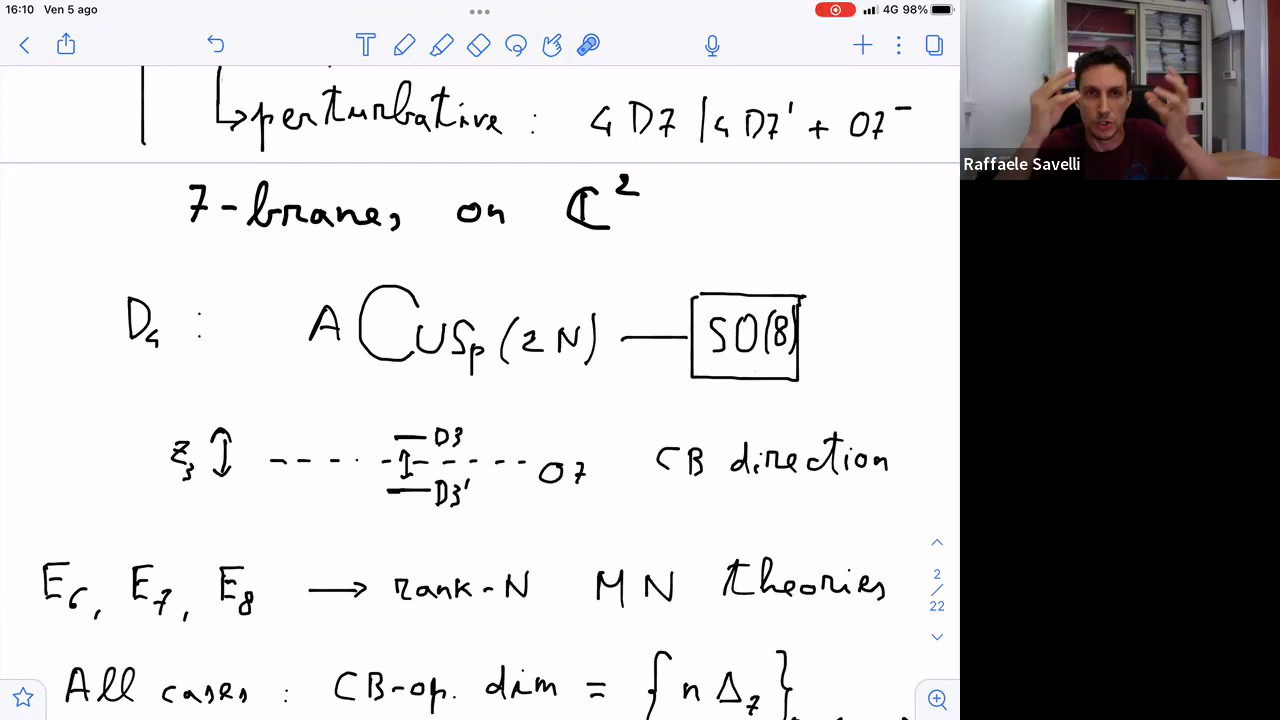 16:10 Ven 5 ago
4G 98%
T
perturbative : 4 D7 / 4 D7' + O7⁻
7-branes on ℂ²
D₄ : A USp(2N) — SO(8)
z₃ D3
O7 CB direction
D3'
E₆, E₇, E₈ → rank-N MN theories
All cases : CB-op. dim = { n Δ₇ }
2
/
22
Raffaele Savelli